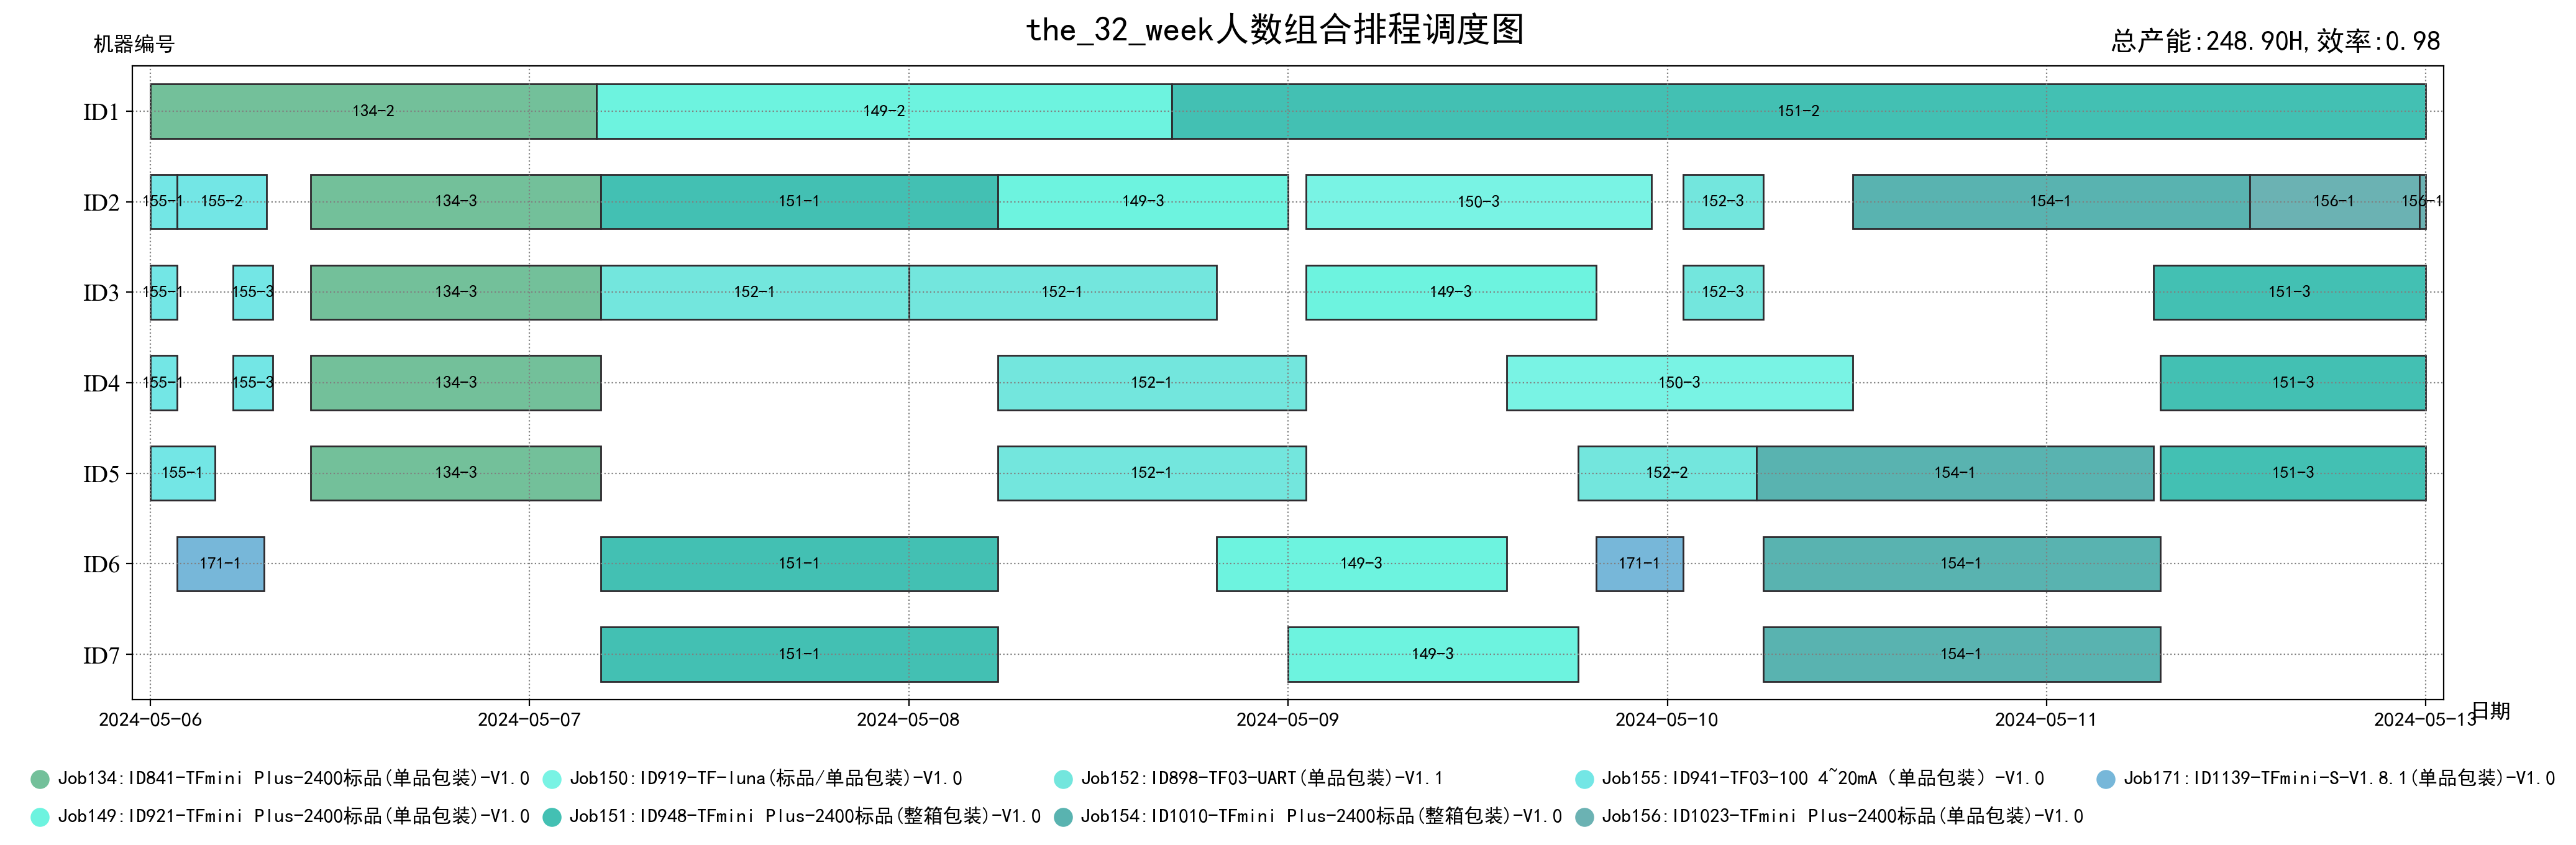 the_32_week人数组合排程调度图
机器编号
总产能:248.90H,效率:0.98
ID1 134-2 149-2 151-2
ID2 155-1 155-2 134-3 151-1 149-3 150-3 152-3 154-1 156-1 156-1
ID3 155-1 155-3 134-3 152-1 152-1 149-3 152-3 151-3
ID4 155-1 155-3 134-3 152-1 150-3 151-3
ID5 155-1 134-3 152-1 152-2 154-1 151-3
ID6 171-1 151-1 149-3 171-1 154-1
ID7 151-1 149-3 154-1
2024-05-06 2024-05-07 2024-05-08 2024-05-09 2024-05-10 2024-05-11 2024-05-13
日期
Job134:ID841-TFmini Plus-2400标品(单品包装)-V1.0 Job150:ID919-TF-luna(标品/单品包装)-V1.0 Job152:ID898-TF03-UART(单品包装)-V1.1 Job155:ID941-TF03-100 4~20mA（单品包装）-V1.0 Job171:ID1139-TFmini-S-V1.8.1(单品包装)-V1.0
Job149:ID921-TFmini Plus-2400标品(单品包装)-V1.0 Job151:ID948-TFmini Plus-2400标品(整箱包装)-V1.0 Job154:ID1010-TFmini Plus-2400标品(整箱包装)-V1.0 Job156:ID1023-TFmini Plus-2400标品(单品包装)-V1.0